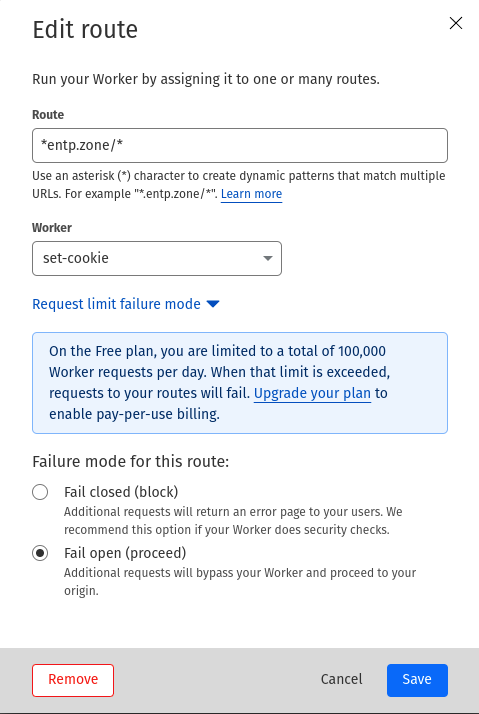 Edit route
Run your Worker by assigning it to one or many routes.
Route
*entp.zone/*
Use an asterisk (*) character to create dynamic patterns that match multiple
URLs. For example "*.entp.zone/*". Learn more
Worker
set-cookie
Request limit failure mode
On the Free plan, you are limited to a total of 100,000
Worker requests per day. When that limit is exceeded,
requests to your routes will fail. Upgrade your plan to
enable pay-per-use billing.
Failure mode for this route:
Fail closed (block)
Additional requests will return an error page to your users. We
recommend this option if your Worker does security checks.
Fail open (proceed)
Additional requests will bypass your Worker and proceed to your
origin.
Remove
Cancel
Save